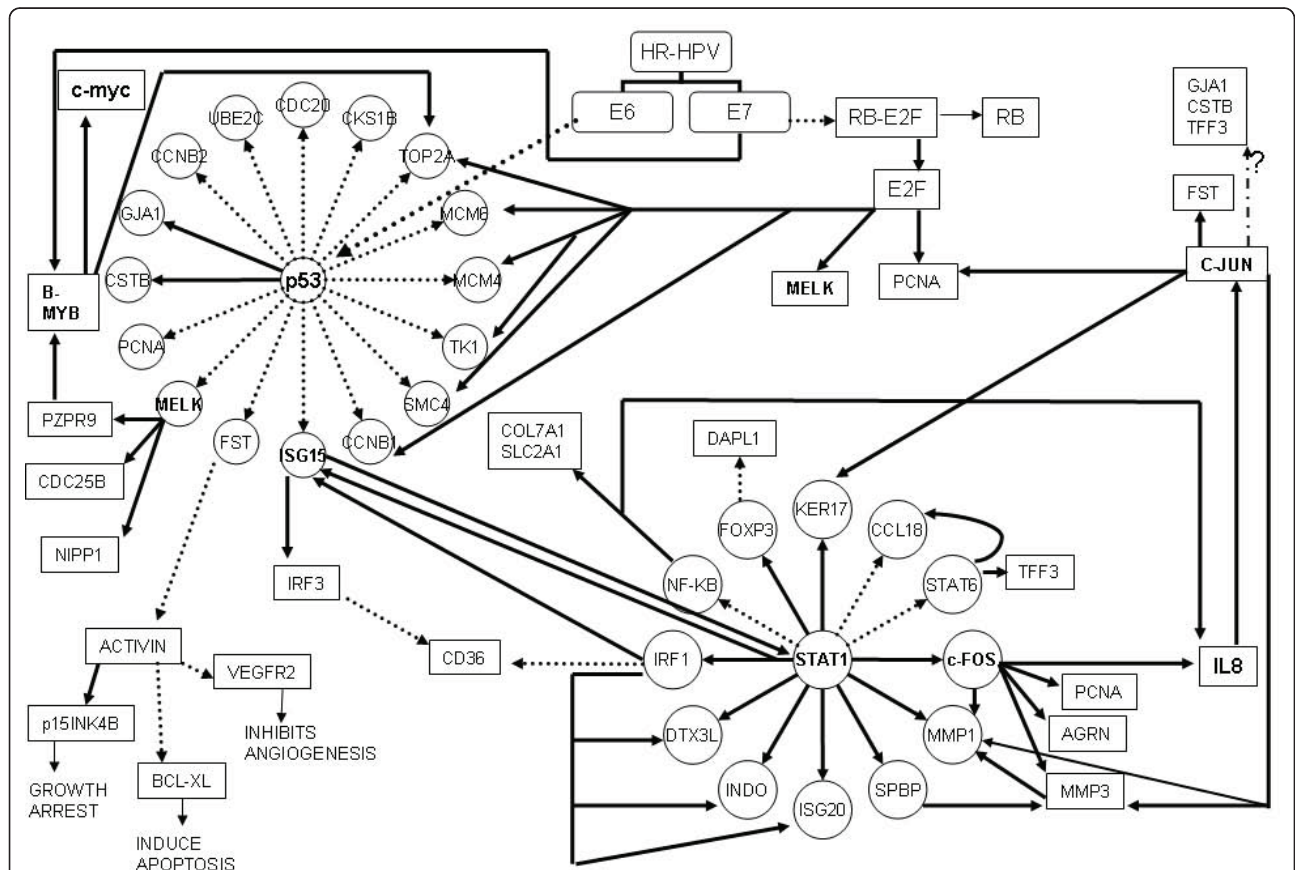 HR-HPV
E6
E7
RB-E2F
RB
E2F
MELK
PCNA
GJA1
CSTB
TFF3
?
FST
C-JUN
c-myc
B-
MYB
PZPR9
CDC25B
NIPP1
p53
CDC20
CKS1B
TOP2A
MCM6
MCM4
TK1
SMC4
CCNB1
ISG15
FST
MELK
PCNA
CSTB
GJA1
CCNB2
UBE2C
IRF3
CD36
ACTIVIN
VEGFR2
INHIBITS
ANGIOGENESIS
p15INK4B
GROWTH
ARREST
BCL-XL
INDUCE
APOPTOSIS
COL7A1
SLC2A1
DAPL1
FOXP3
KER17
CCL18
STAT6
TFF3
NF-KB
IRF1
STAT1
c-FOS
IL8
PCNA
AGRN
MMP3
MMP1
SPBP
ISG20
INDO
DTX3L